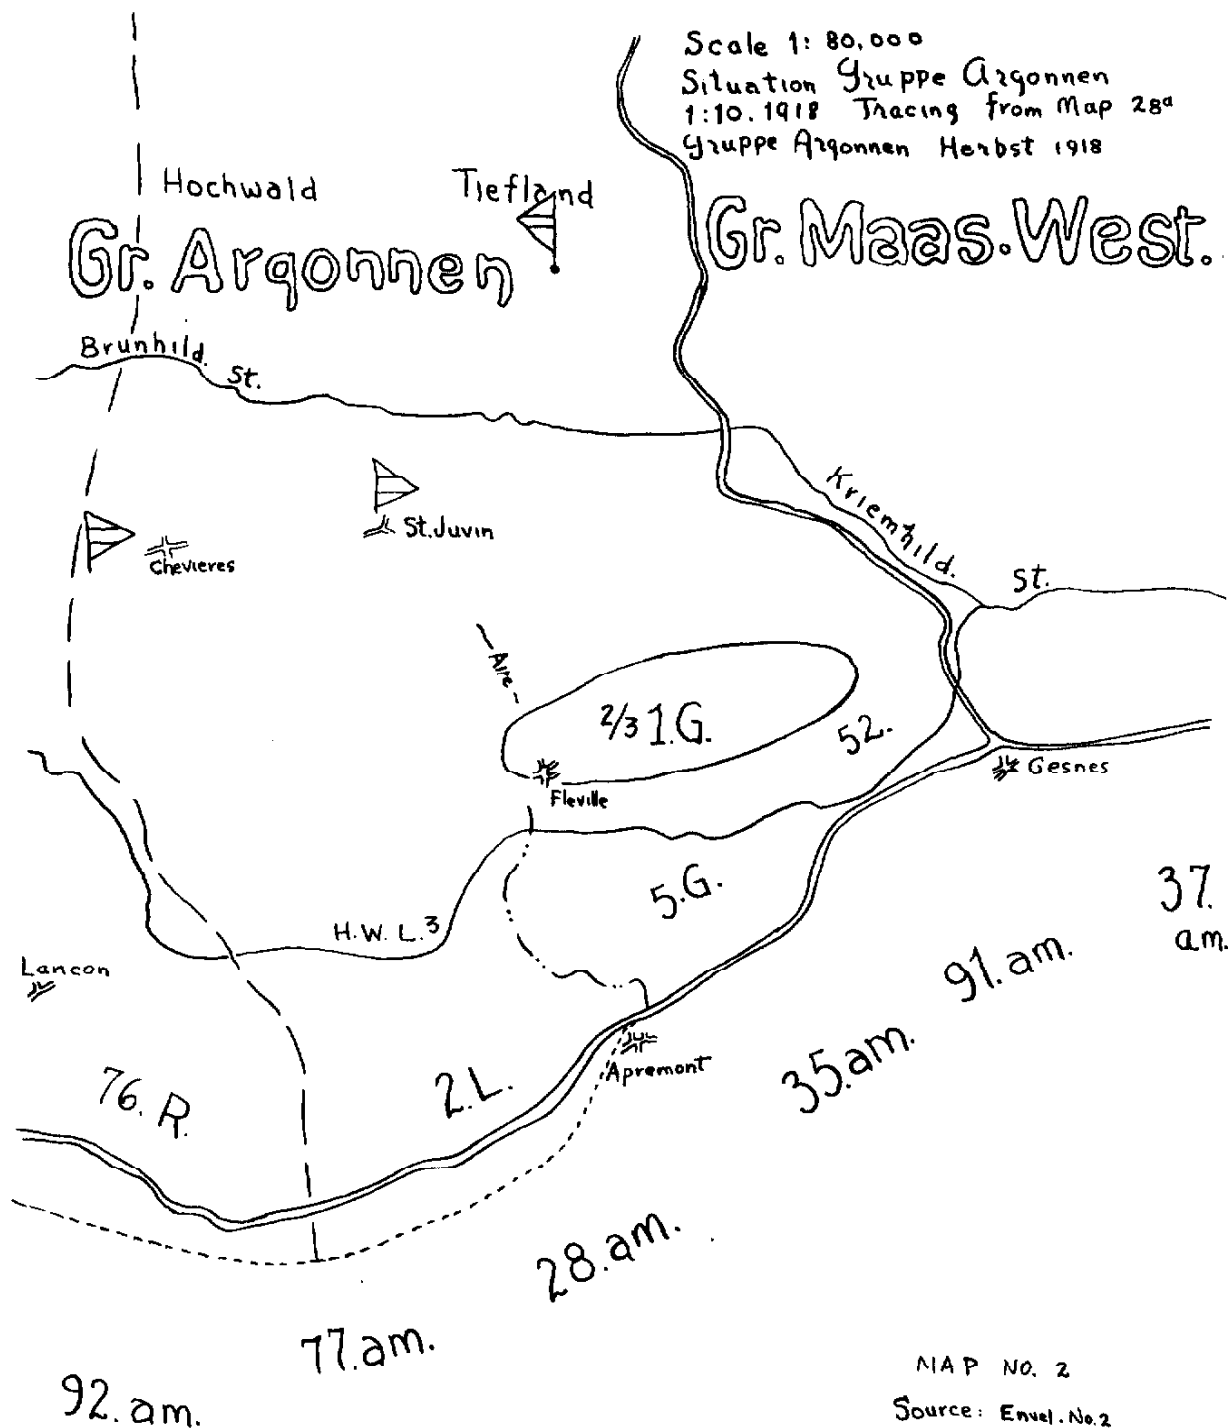 Scale 1: 80,000
Situation Gruppe Argonnen
1:10.1918 Tracing from Map 28ª
Gruppe Argonnen Herbst 1918
Hochwald
Tiefland
Gr. Argonnen
Gr. Maas.West.
Brunhild. St.
Kriemhild. St.
St. Juvin
Chevieres
Aire
2/3 1.G.
52.
Fleville
Gesnes
5.G.
37. am.
H.W.L.3
91.am.
Lancon
Apremont
35.am.
76. R.
2.L.
28.am.
77.am.
92.am.
MAP NO. 2
Source: Envel. No.2